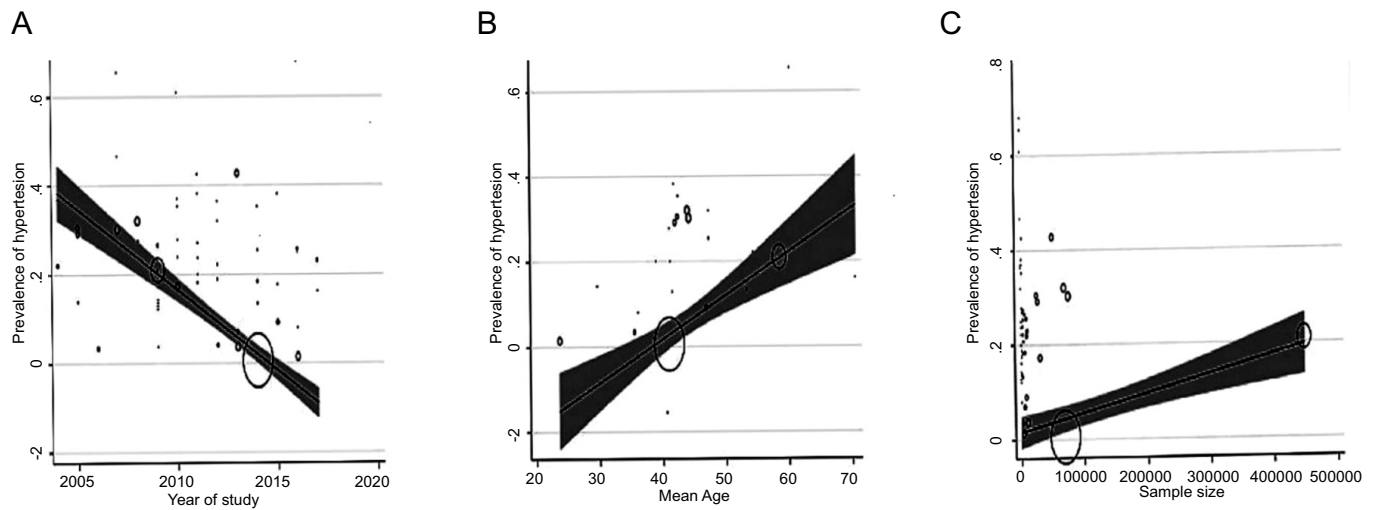 A
B
C
Prevalence of hypertesion
.6
.4
.2
0
-2
2005 2010 2015 2020
Year of study
Prevalence of hypertesion
.6
.4
.2
0
-2
20 30 40 50 60 70
Mean Age
Prevalence of hypertesion
.8
.6
.4
.2
0
0 100000 200000 300000 400000 500000
Sample size